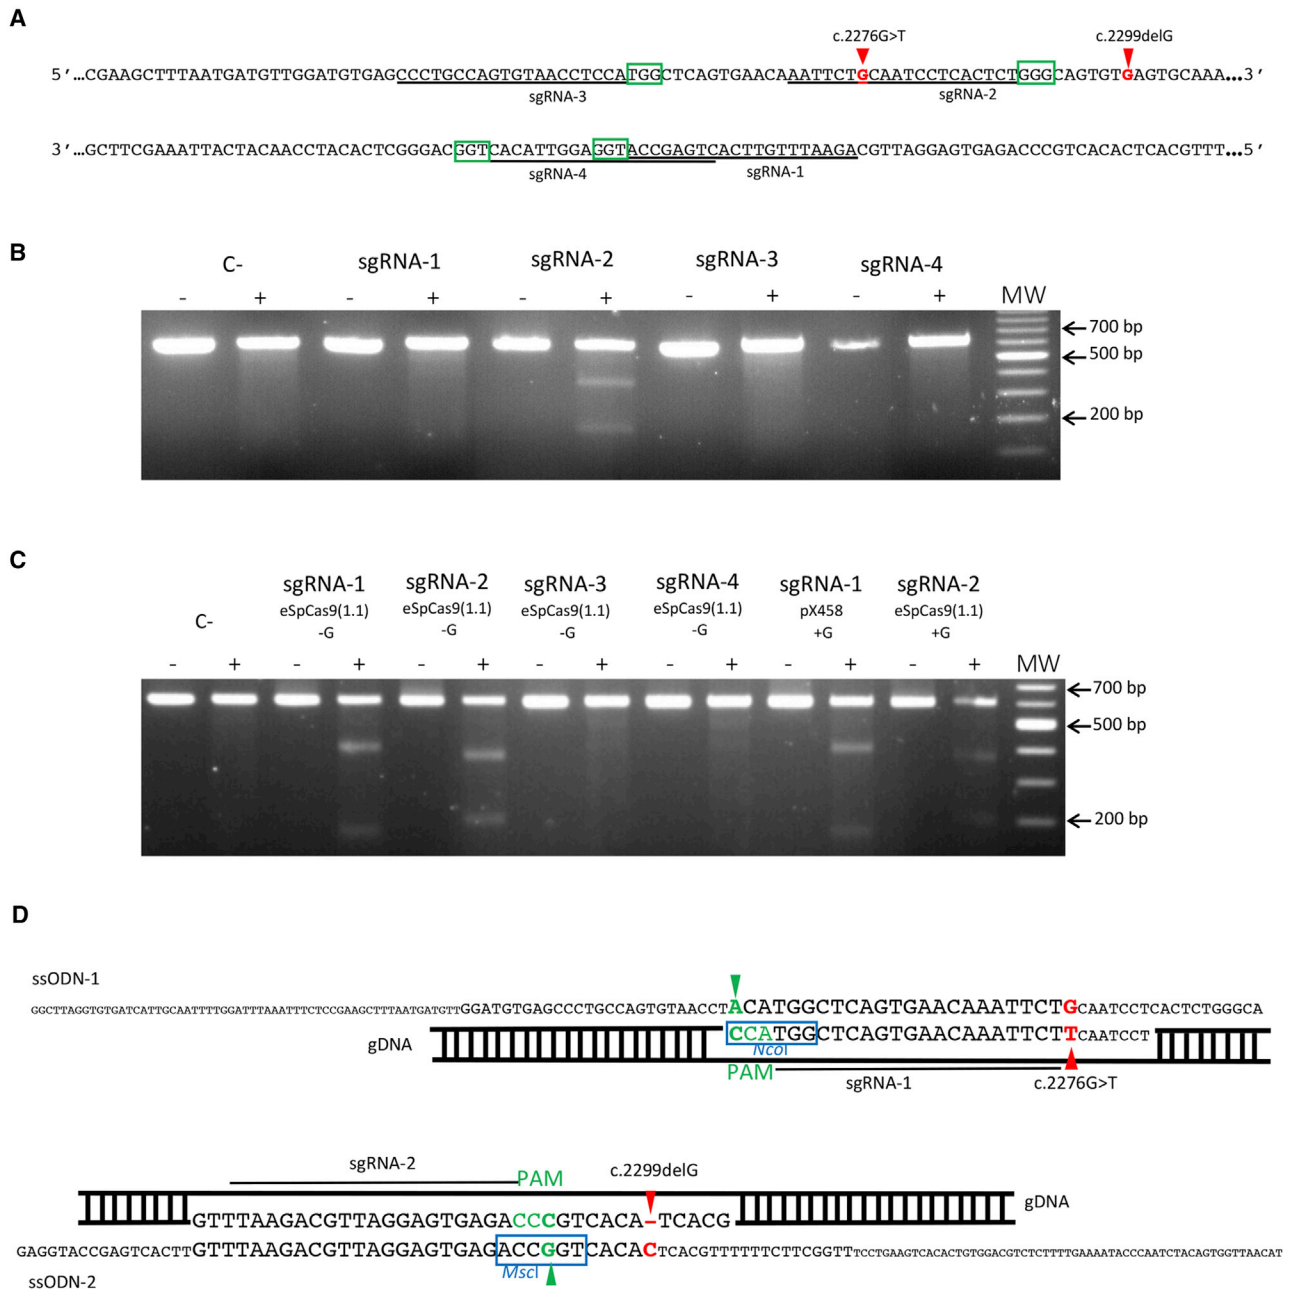 A
c.2276G>T c.2299delG
5′…CGAAGCTTTAATGATGTTGGATGTGAGCCCTGCCAGTGTAACCTCCATGGCTCAGTGAACAAATTCTGCAATCCTCACTCTGGGCAGTGTGAGTGCAAA…3′
sgRNA-3 sgRNA-2
3′…GCTTCGAAATTACTACAACCTACACTCGGGACGGTCACATTGGAGGTACCGAGTCACTTGTTTAAGACGTTAGGAGTGAGACCCGTCACACTCACGTTT…5′
sgRNA-4 sgRNA-1
B
C- sgRNA-1 sgRNA-2 sgRNA-3 sgRNA-4
- + - + - + - + - + MW
700 bp
500 bp
200 bp
C
sgRNA-1 sgRNA-2 sgRNA-3 sgRNA-4 sgRNA-1 sgRNA-2
eSpCas9(1.1) eSpCas9(1.1) eSpCas9(1.1) eSpCas9(1.1) pX458 eSpCas9(1.1)
C- -G -G -G -G +G +G
- + - + - + - + - + - + - + MW
700 bp
500 bp
200 bp
D
ssODN-1
GGCTTAGGTGTGATCATTGCAATTTTGGATTTAAATTTCTCCGAAGCTTTAATGATGTTGGATGTGAGCCCTGCCAGTGTAACCTACATGGCTCAGTGAACAAATTCTGCAATCCTCACTCTGGGCA
gDNA CCATGGCTCAGTGAACAAATTCTTCAATCCT
NcoI
PAM sgRNA-1 c.2276G>T
sgRNA-2 PAM c.2299delG
gDNA
GTTTAAGACGTTAGGAGTGAGACCCGTCACA–TCACG
GAGGTACCGAGTCACTTGTTTAAGACGTTAGGAGTGAGACCGGTCACACTCACGTTTTTTCTTCGGTTTCCTGAAGTCACACTGTGGACGTCTCTTTTGAAAATACCCAATCTACAGTGGTTAACAT
MscI
ssODN-2